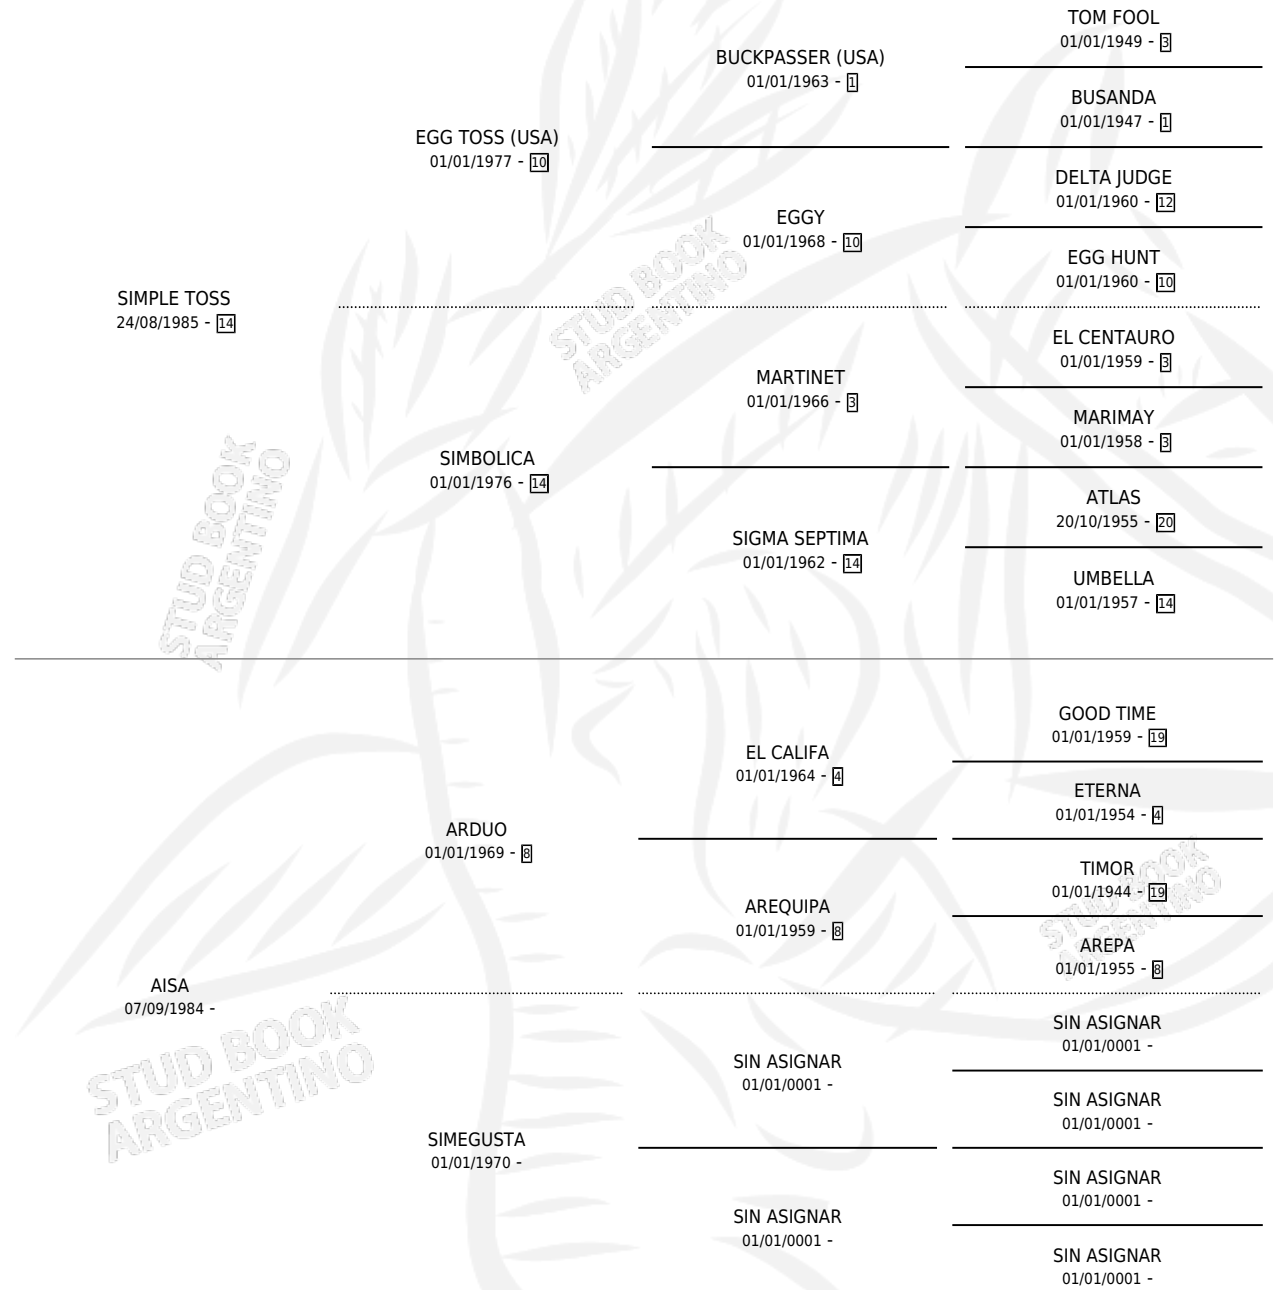 TOM FOOL
01/01/1949 - 3
BUCKPASSER (USA)
01/01/1963 - 1
BUSANDA
01/01/1947 - 1
EGG TOSS (USA)
01/01/1977 - 10
DELTA JUDGE
01/01/1960 - 12
EGGY
01/01/1968 - 10
EGG HUNT
01/01/1960 - 10
SIMPLE TOSS
24/08/1985 - 14
EL CENTAURO
01/01/1959 - 3
MARTINET
01/01/1966 - 3
MARIMAY
01/01/1958 - 3
SIMBOLICA
01/01/1976 - 14
ATLAS
20/10/1955 - 20
SIGMA SEPTIMA
01/01/1962 - 14
UMBELLA
01/01/1957 - 14
GOOD TIME
01/01/1959 - 19
EL CALIFA
01/01/1964 - 4
ETERNA
01/01/1954 - 4
ARDUO
01/01/1969 - 8
TIMOR
01/01/1944 - 19
AREQUIPA
01/01/1959 - 8
AREPA
01/01/1955 - 8
AISA
07/09/1984 -
SIN ASIGNAR
01/01/0001 -
SIN ASIGNAR
01/01/0001 -
SIN ASIGNAR
01/01/0001 -
SIMEGUSTA
01/01/1970 -
SIN ASIGNAR
01/01/0001 -
SIN ASIGNAR
01/01/0001 -
SIN ASIGNAR
01/01/0001 -
STUD BOOK
ARGENTINO
STUD BOOK
ARGENTINO
STUD BOOK
ARGENTINO
STUD BOOK
ARGENTINO